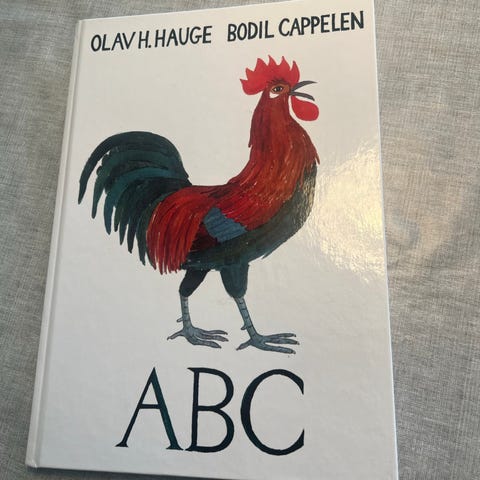 OLAV H. HAUGE BODIL CAPPELEN
ABC